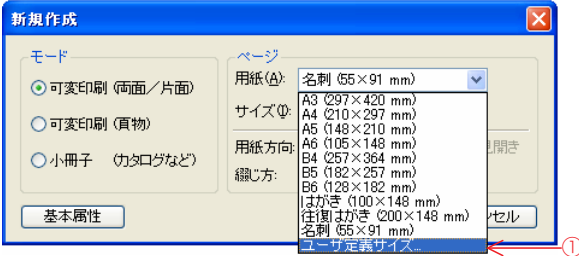 新規作成
モード
可変印刷 (両面／片面)
可変印刷 (頁物)
小冊子 (カタログなど)
基本属性
ページ
用紙(A): 名刺 (55×91 mm)
サイズ(I):
用紙方向:
綴じ方:
A3 (297×420 mm)
A4 (210×297 mm)
A5 (148×210 mm)
A6 (105×148 mm)
B4 (257×364 mm)
B5 (182×257 mm)
B6 (128×182 mm)
はがき (100×148 mm)
往復はがき (200×148 mm)
名刺 (55×91 mm)
ユーザ定義サイズ...
見開き
ンセル
①